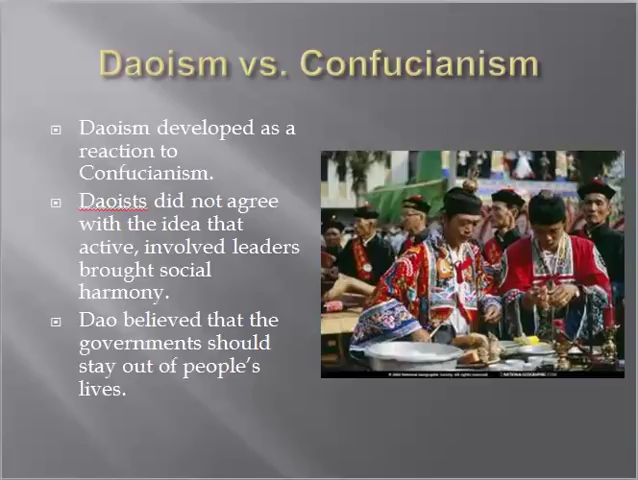 Daoism vs. Confucianism
Daoism developed as a
reaction to
Confucianism.
Daoists did not agree
with the idea that
active, involved leaders
brought social
harmony.
Dao believed that the
governments should
stay out of people's
lives.